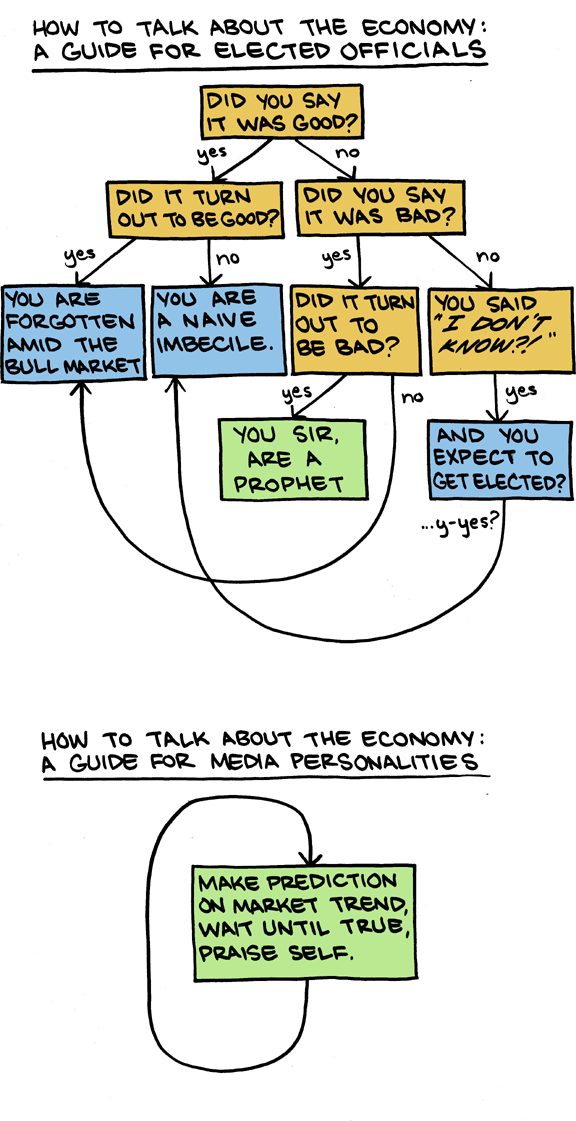 HOW TO TALK ABOUT THE ECONOMY:
A GUIDE FOR ELECTED OFFICIALS
DID YOU SAY
IT WAS GOOD?
yes
no
DID IT TURN
OUT TO BE GOOD?
DID YOU SAY
IT WAS BAD?
yes
no
yes
no
YOU ARE
FORGOTTEN
AMID THE
BULL MARKET
YOU ARE
A NAIVE
IMBECILE.
DID IT TURN
OUT TO
BE BAD?
YOU SAID
"I DON'T
KNOW?!"
yes
no
yes
YOU SIR,
ARE A
PROPHET
AND YOU
EXPECT TO
GET ELECTED?
...y-yes?
HOW TO TALK ABOUT THE ECONOMY:
A GUIDE FOR MEDIA PERSONALITIES
MAKE PREDICTION
ON MARKET TREND,
WAIT UNTIL TRUE,
PRAISE SELF.